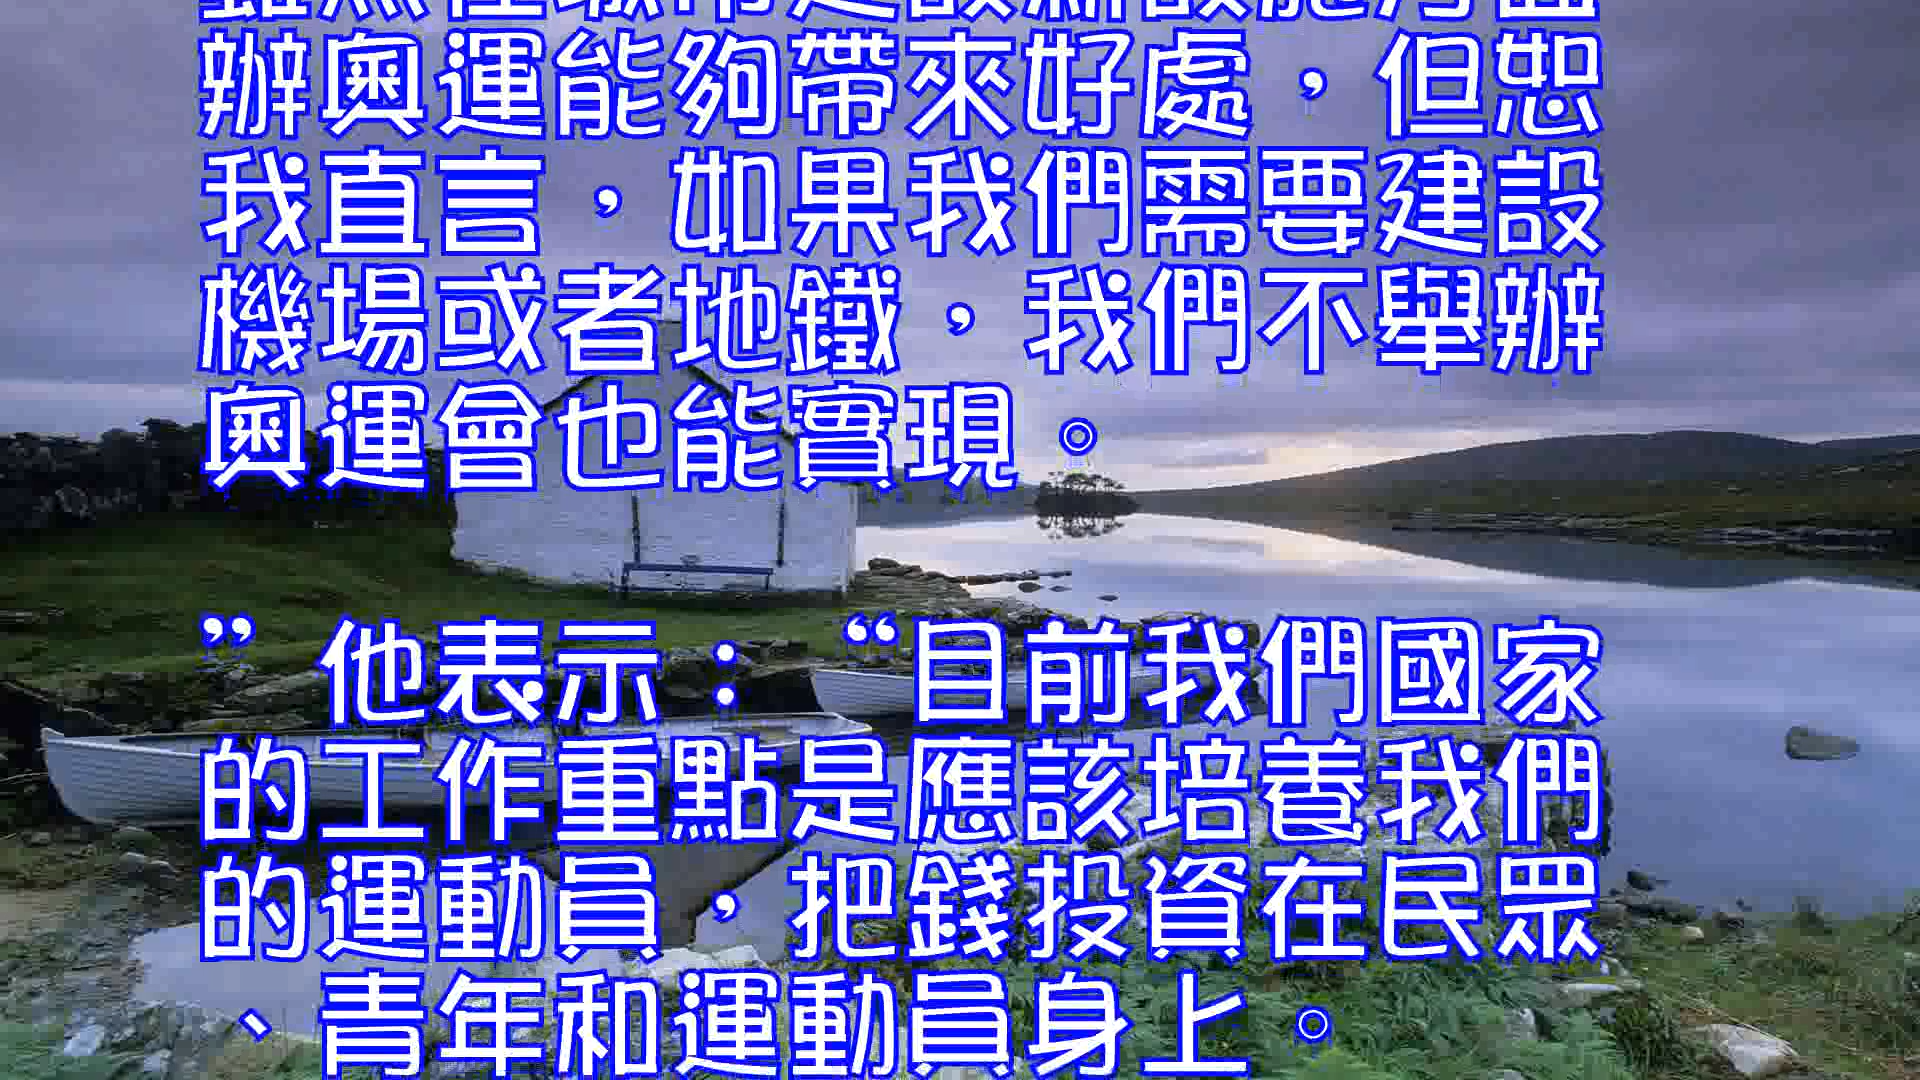 辦奧運能夠帶來好處，但恕
我直言，如果我們需要建設
機場或者地鐵，我們不舉辦
奧運會也能實現。
”他表示：“目前我們國家
的工作重點是應該培養我們
的運動員，把錢投資在民眾
、青年和運動員身上。